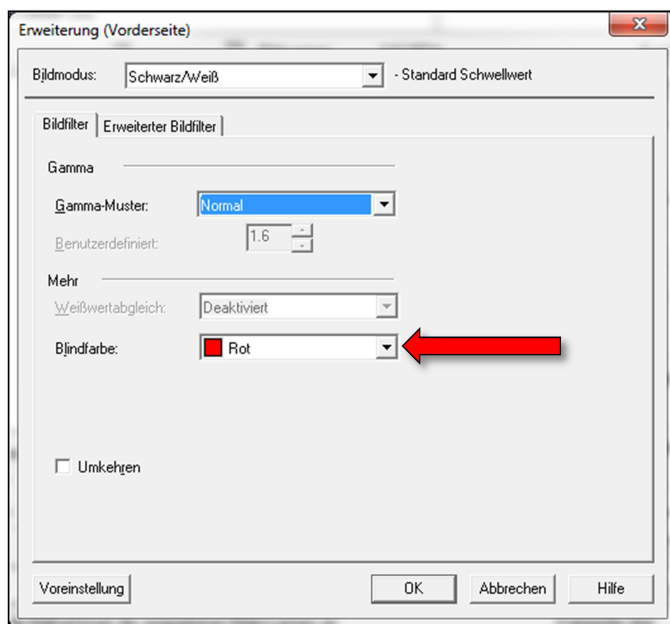 Erweiterung (Vorderseite)
Bildmodus: Schwarz/Weiß - Standard Schwellwert
Bildfilter Erweiterter Bildfilter
Gamma
Gamma-Muster: Normal
Benutzerdefiniert: 1.6
Mehr
Weißwertabgleich: Deaktiviert
Blindfarbe: Rot
Umkehren
Voreinstellung OK Abbrechen Hilfe